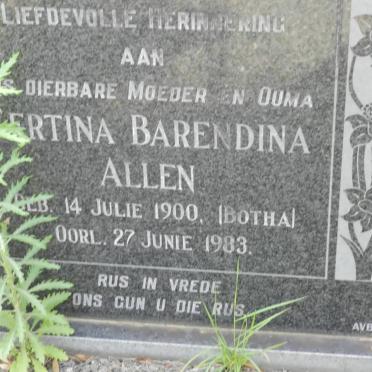 LIEFDEVOLLE HERINNERING
AAN
DIERBARE MOEDER EN OUMA
BARENDINA
ALLEN
GEB. 14 JULIE 1900. (BOTHA)
OORL. 27 JUNIE 1983.
RUS IN VREDE
ONS GUN U DIE RUS
AVB